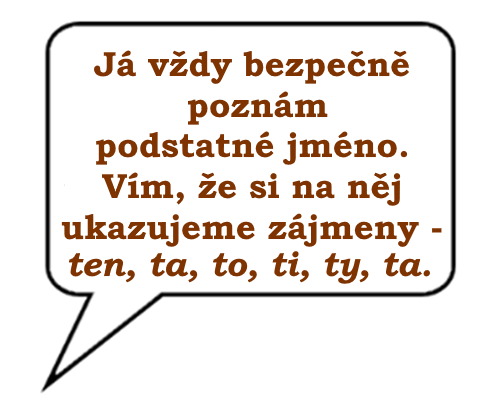 Já vždy bezpečně
poznám
podstatné jméno.
Vím, že si na něj
ukazujeme zájmeny -
ten, ta, to, ti, ty, ta.